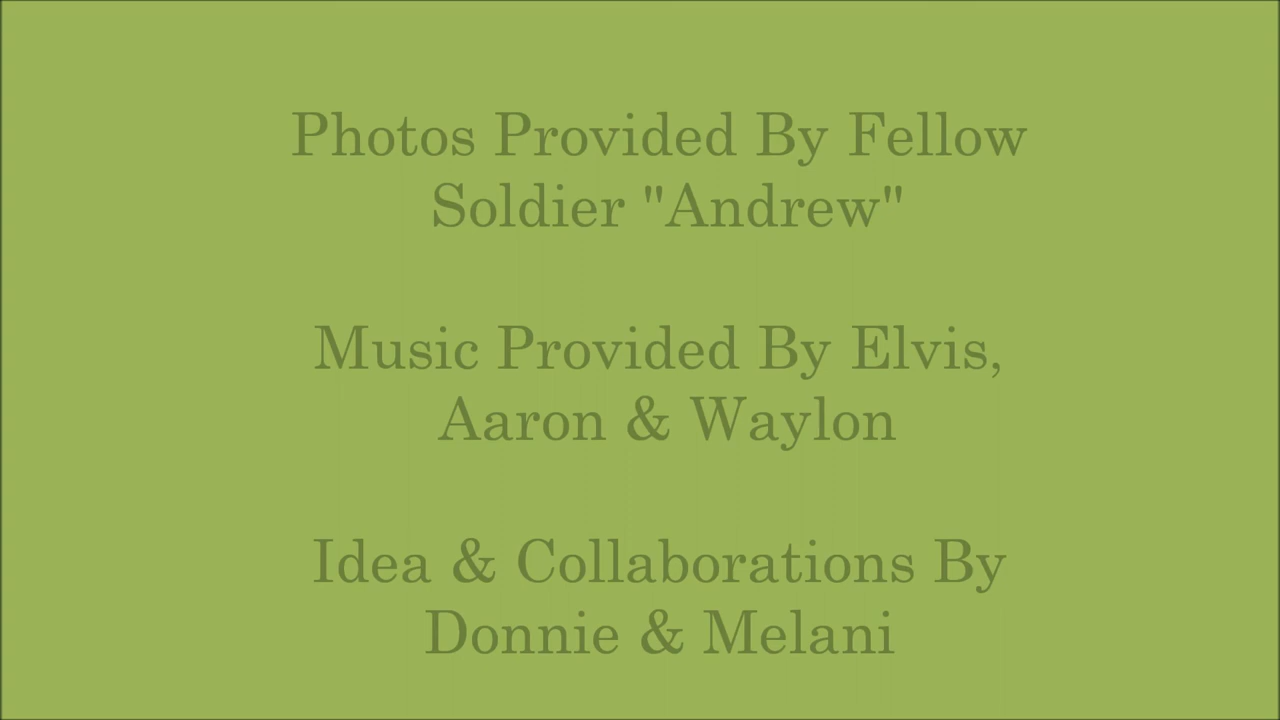 Photos Provided By Fellow
Soldier "Andrew"
Music Provided By Elvis,
Aaron & Waylon
Idea & Collaborations By
Donnie & Melani